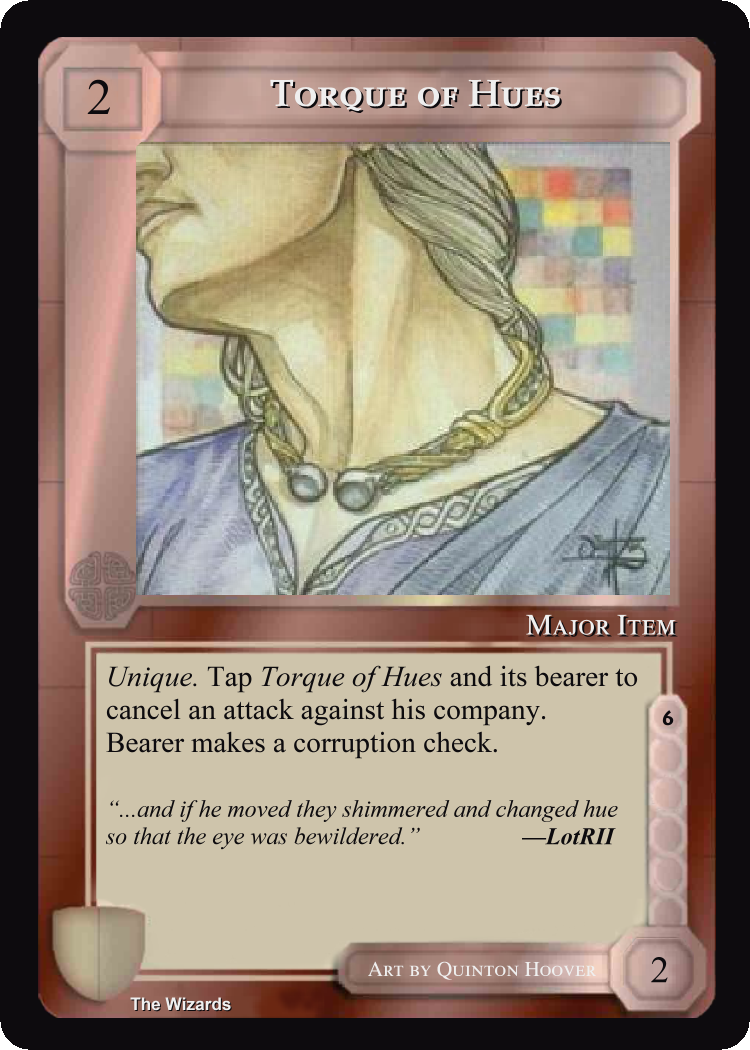 2
Torque of Hues
Major Item
Unique. Tap Torque of Hues and its bearer to
cancel an attack against his company.
Bearer makes a corruption check.
6
“...and if he moved they shimmered and changed hue
so that the eye was bewildered.” —LotRII
Art by Quinton Hoover
2
The Wizards